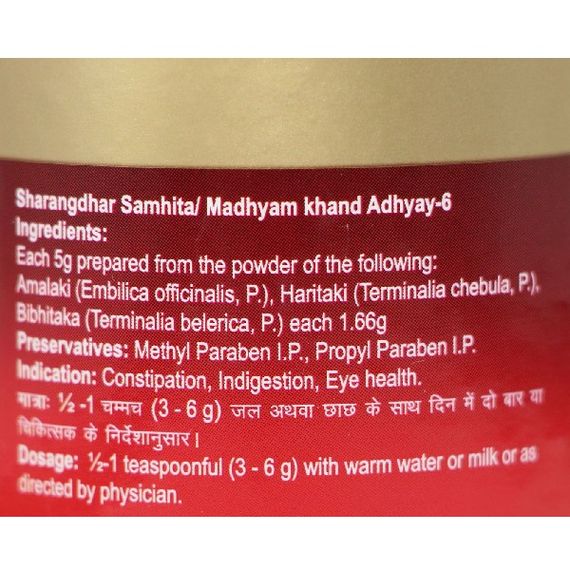 Sharangdhar Samhita/ Madhyam khand Adhyay-6
Ingredients:
Each 5g prepared from the powder of the following:
Amalaki (Embilica officinalis, P.), Haritaki (Terminalia chebula, P.),
Bibhitaka (Terminalia belerica, P.) each 1.66g
Preservatives: Methyl Paraben I.P., Propyl Paraben I.P.
Indication: Constipation, Indigestion, Eye health.
मात्रा: ½ -1 चम्मच (3 - 6 g) जल अथवा छाछ के साथ दिन में दो बार या
चिकित्सक के निर्देशानुसार।
Dosage: ½-1 teaspoonful (3 - 6 g) with warm water or milk or as
directed by physician.